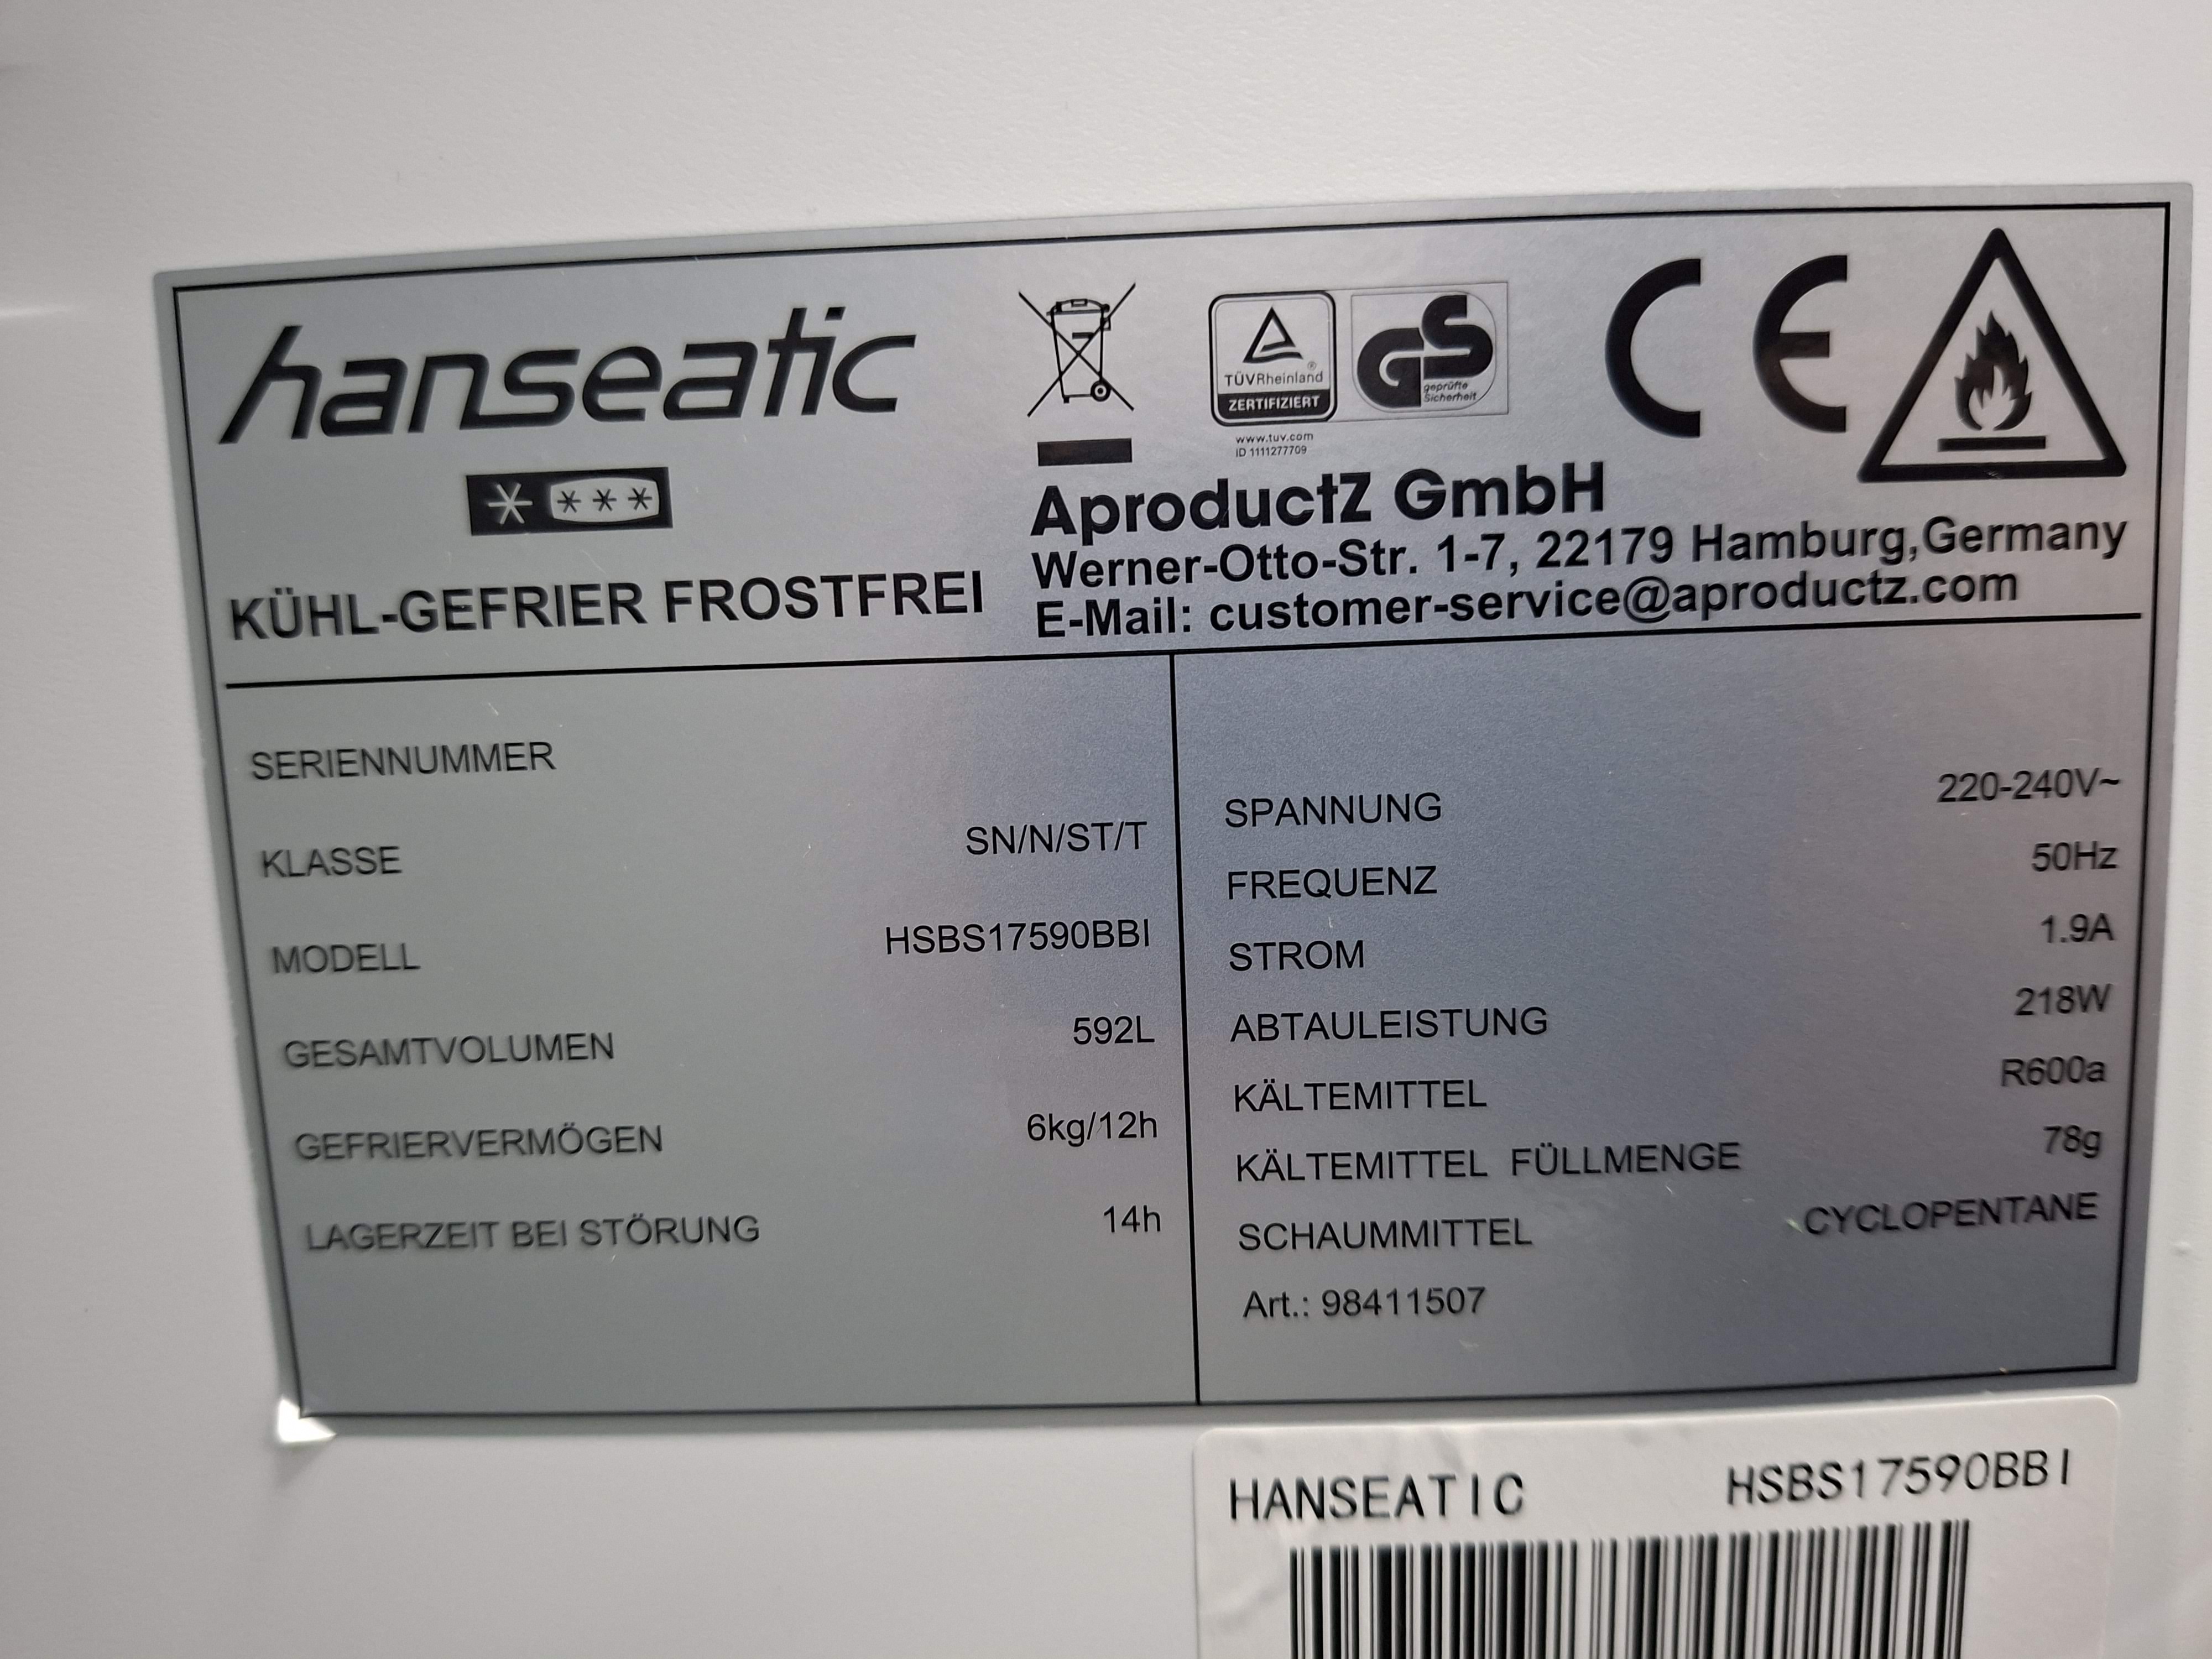 hanseatic
TÜVRheinland ®
ZERTIFIZIERT
GS
geprüfte
Sicherheit
CE
www.tuv.com
ID 1111277709
KÜHL-GEFRIER FROSTFREI
AproductZ GmbH
Werner-Otto-Str. 1-7, 22179 Hamburg,Germany
E-Mail: customer-service@aproductz.com
SERIENNUMMER
KLASSE SN/N/ST/T
MODELL HSBS17590BBI
GESAMTVOLUMEN 592L
GEFRIERVERMÖGEN 6kg/12h
LAGERZEIT BEI STÖRUNG 14h
SPANNUNG 220-240V~
FREQUENZ 50Hz
STROM 1.9A
ABTAULEISTUNG 218W
KÄLTEMITTEL R600a
KÄLTEMITTEL FÜLLMENGE 78g
SCHAUMMITTEL CYCLOPENTANE
Art.: 98411507
HANSEATIC HSBS17590BBI